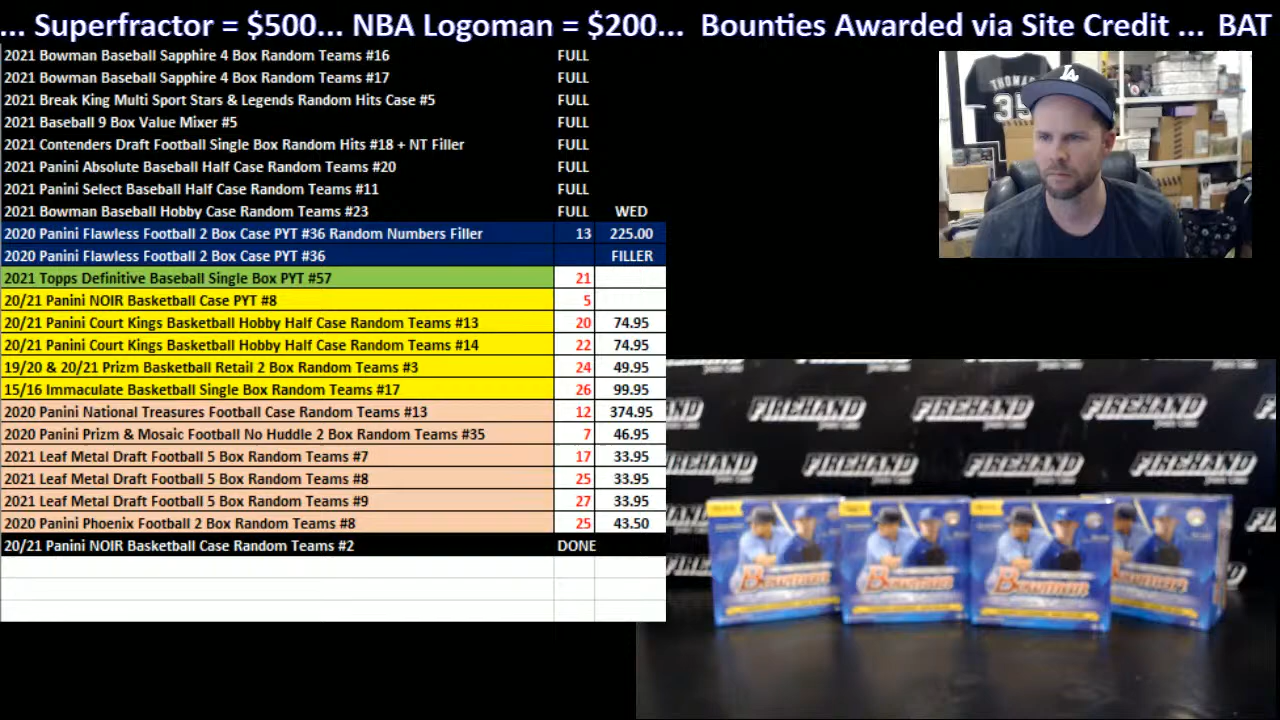 ... Superfractor = $500... NBA Logoman = $200... Bounties Awarded via Site Credit ... BAT
2021 Bowman Baseball Sapphire 4 Box Random Teams #16 FULL
2021 Bowman Baseball Sapphire 4 Box Random Teams #17 FULL
2021 Break King Multi Sport Stars & Legends Random Hits Case #5 FULL
2021 Baseball 9 Box Value Mixer #5 FULL
2021 Contenders Draft Football Single Box Random Hits #18 + NT Filler FULL
2021 Panini Absolute Baseball Half Case Random Teams #20 FULL
2021 Panini Select Baseball Half Case Random Teams #11 FULL
2021 Bowman Baseball Hobby Case Random Teams #23 FULL WED
2020 Panini Flawless Football 2 Box Case PYT #36 Random Numbers Filler 13 225.00
2020 Panini Flawless Football 2 Box Case PYT #36 FILLER
2021 Topps Definitive Baseball Single Box PYT #57 21
20/21 Panini NOIR Basketball Case PYT #8 5
20/21 Panini Court Kings Basketball Hobby Half Case Random Teams #13 20 74.95
20/21 Panini Court Kings Basketball Hobby Half Case Random Teams #14 22 74.95
19/20 & 20/21 Prizm Basketball Retail 2 Box Random Teams #3 24 49.95
15/16 Immaculate Basketball Single Box Random Teams #17 26 99.95
2020 Panini National Treasures Football Case Random Teams #13 12 374.95
2020 Panini Prizm & Mosaic Football No Huddle 2 Box Random Teams #35 7 46.95
2021 Leaf Metal Draft Football 5 Box Random Teams #7 17 33.95
2021 Leaf Metal Draft Football 5 Box Random Teams #8 25 33.95
2021 Leaf Metal Draft Football 5 Box Random Teams #9 27 33.95
2020 Panini Phoenix Football 2 Box Random Teams #8 25 43.50
20/21 Panini NOIR Basketball Case Random Teams #2 DONE
THOMAS
35
LA
FIREHAND FIREHAND FIREHAND FIREHAND
FIREHAND FIREHAND FIREHAND
Bowman Bowman Bowman Bowman